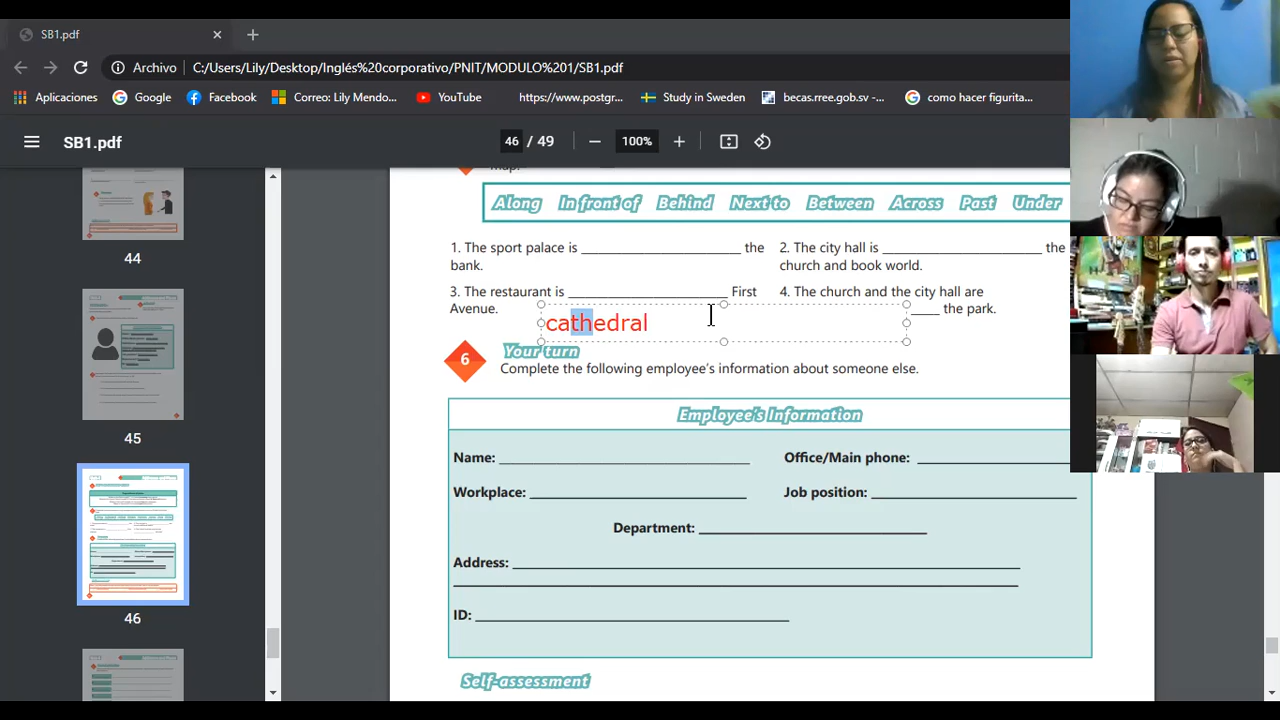 SB1.pdf
Archivo C:/Users/Lily/Desktop/Inglés%20corporativo/PNIT/MODULO%201/SB1.pdf
Aplicaciones Google Facebook Correo: Lily Mendo... YouTube https://www.postgr... Study in Sweden becas.rree.gob.sv – ... como hacer figurita...
SB1.pdf 46 / 49 100%
44
45
46
map.
Along In front of Behind Next to Between Across Past Under
1. The sport palace is ____________________ the
bank.
2. The city hall is ____________________ the
church and book world.
3. The restaurant is ____________________ First
Avenue.
4. The church and the city hall are
____ the park.
cathedral
6
Your turn
Complete the following employee's information about someone else.
Employee's Information
Name: ____________________ Office/Main phone: ____________________
Workplace: ____________________ Job position: ____________________
Department: ____________________
Address: ____________________
ID: ____________________
Self-assessment